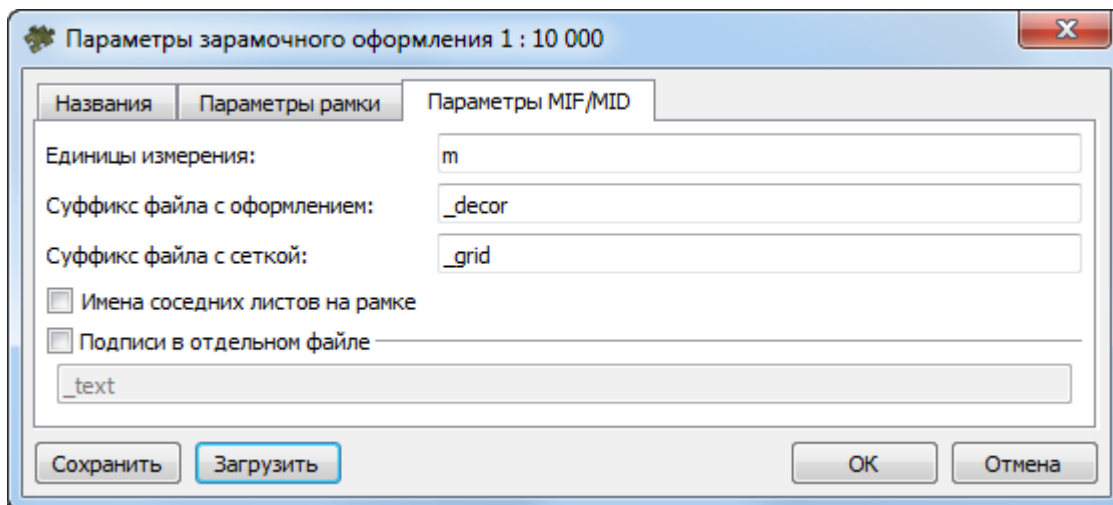 Параметры зарамочного оформления 1 : 10 000
Названия Параметры рамки Параметры MIF/MID
Единицы измерения: m
Суффикс файла с оформлением: _decor
Суффикс файла с сеткой: _grid
Имена соседних листов на рамке
Подписи в отдельном файле
_text
Сохранить Загрузить ОК Отмена